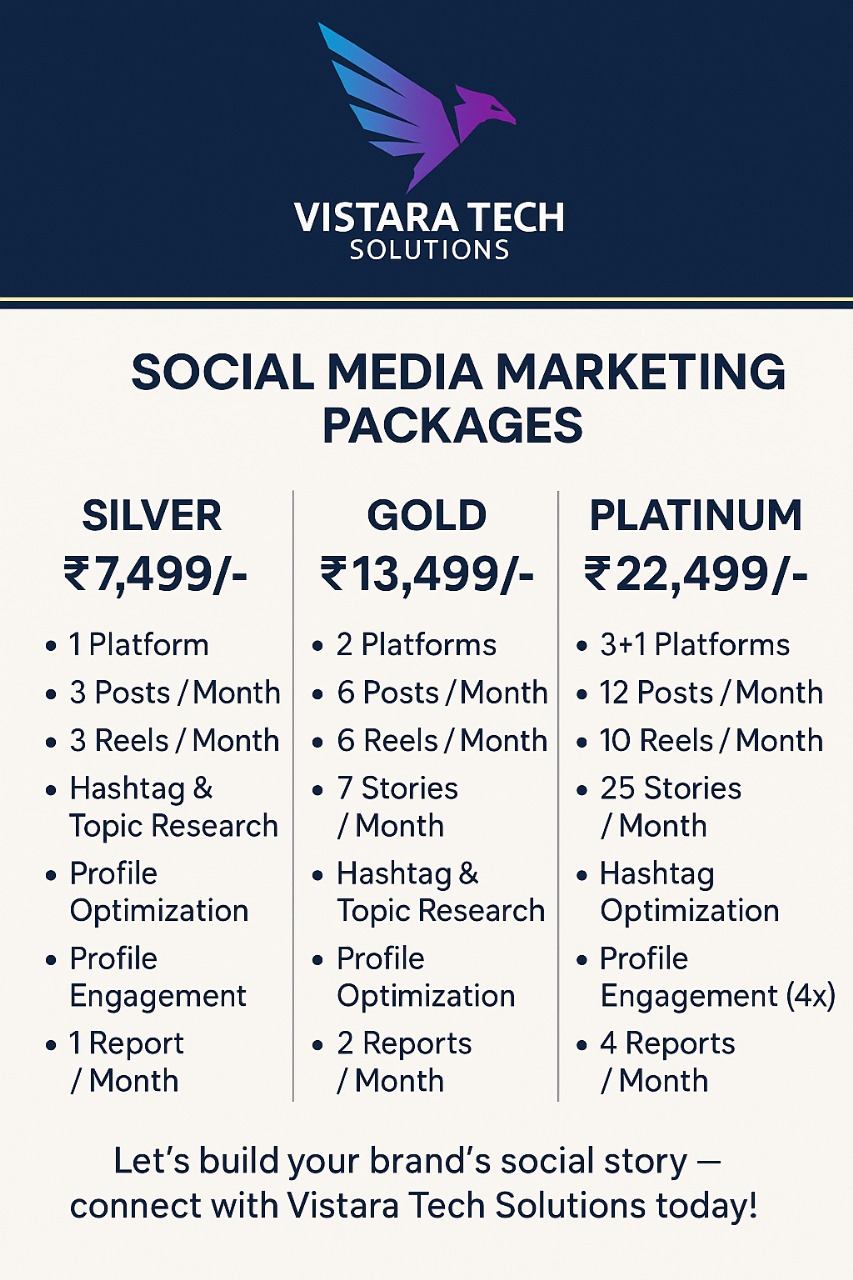 VISTARA TECH
SOLUTIONS
SOCIAL MEDIA MARKETING
PACKAGES
SILVER
₹7,499/-
• 1 Platform
• 3 Posts / Month
• 3 Reels / Month
• Hashtag &
Topic Research
• Profile
Optimization
• Profile
Engagement
• 1 Report
/ Month
GOLD
₹13,499/-
• 2 Platforms
• 6 Posts / Month
• 6 Reels / Month
• 7 Stories
/ Month
• Hashtag &
Topic Research
• Profile
Optimization
• 2 Reports
/ Month
PLATINUM
₹22,499/-
• 3+1 Platforms
• 12 Posts / Month
• 10 Reels / Month
• 25 Stories
/ Month
• Hashtag
Optimization
• Profile
Engagement (4x)
• 4 Reports
/ Month
Let’s build your brand’s social story –
connect with Vistara Tech Solutions today!